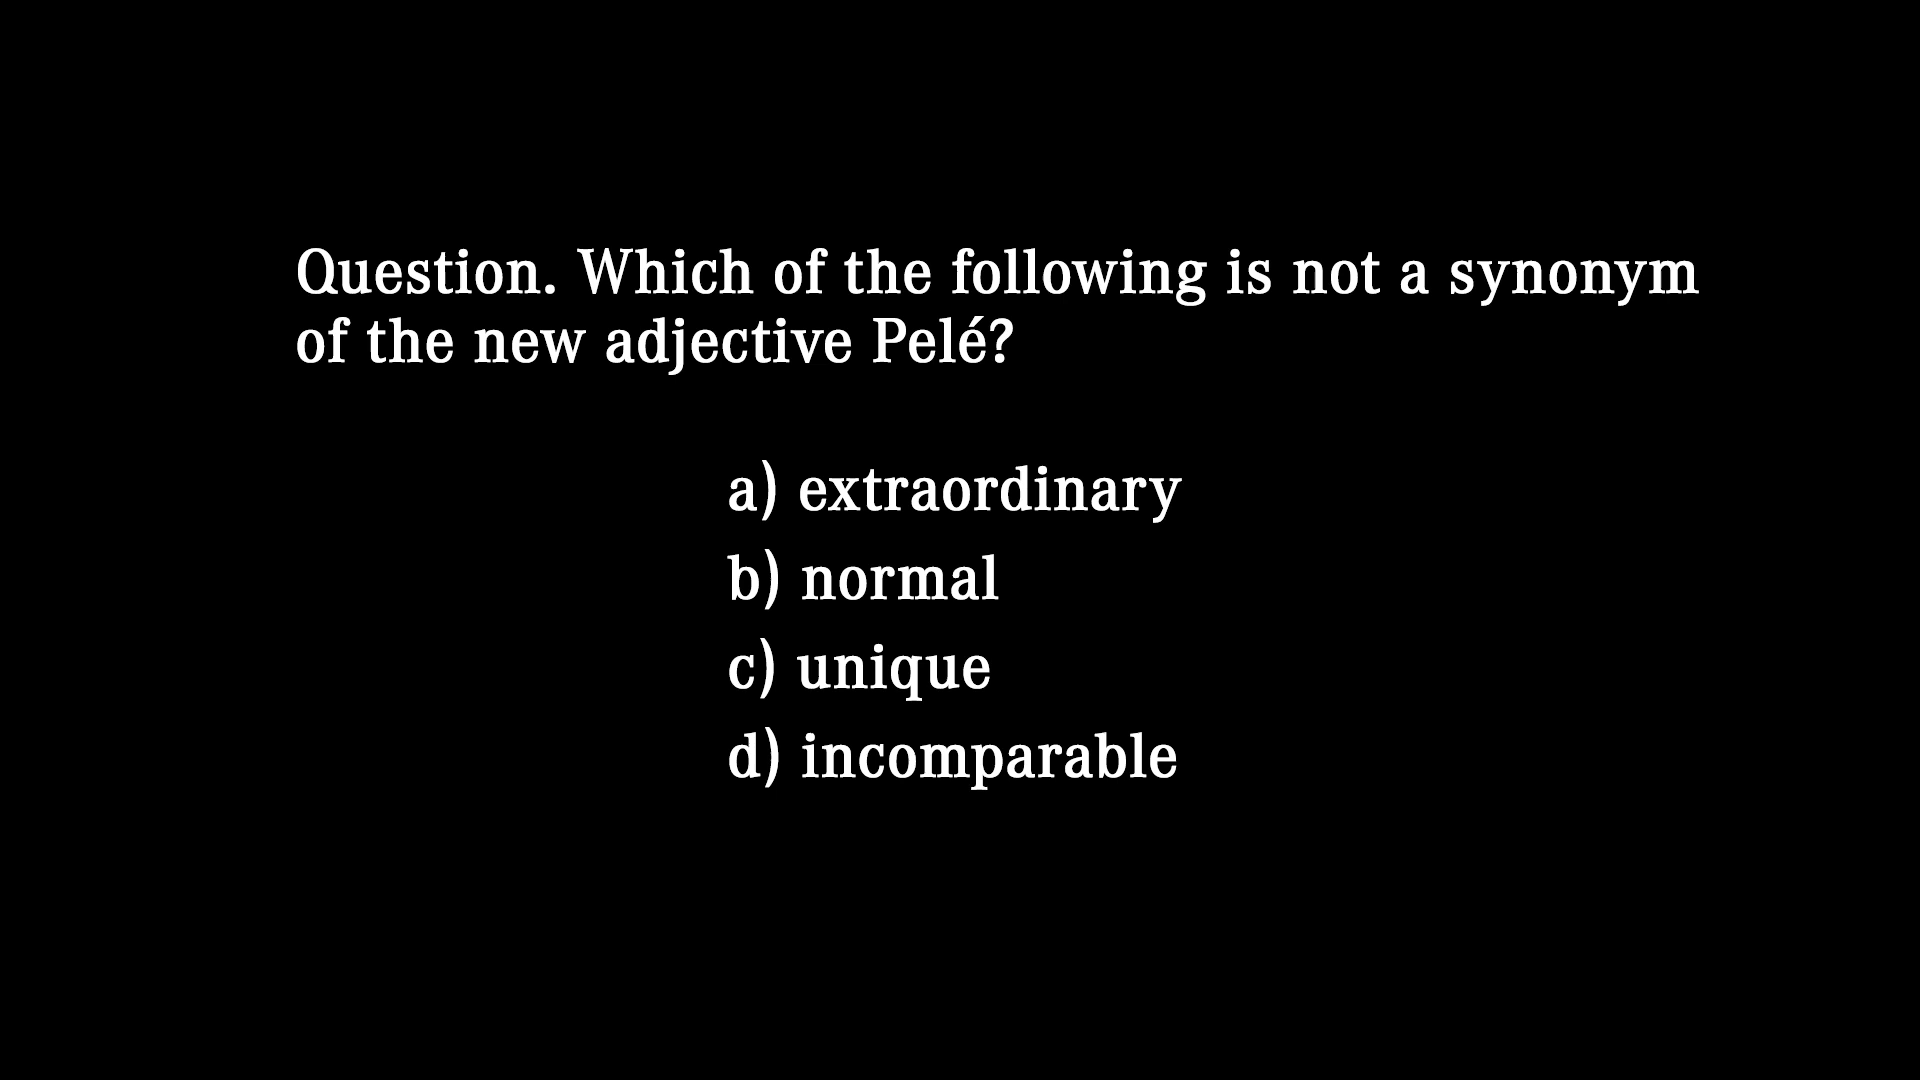 Question. Which of the following is not a synonym
of the new adjective Pelé?
a) extraordinary
b) normal
c) unique
d) incomparable